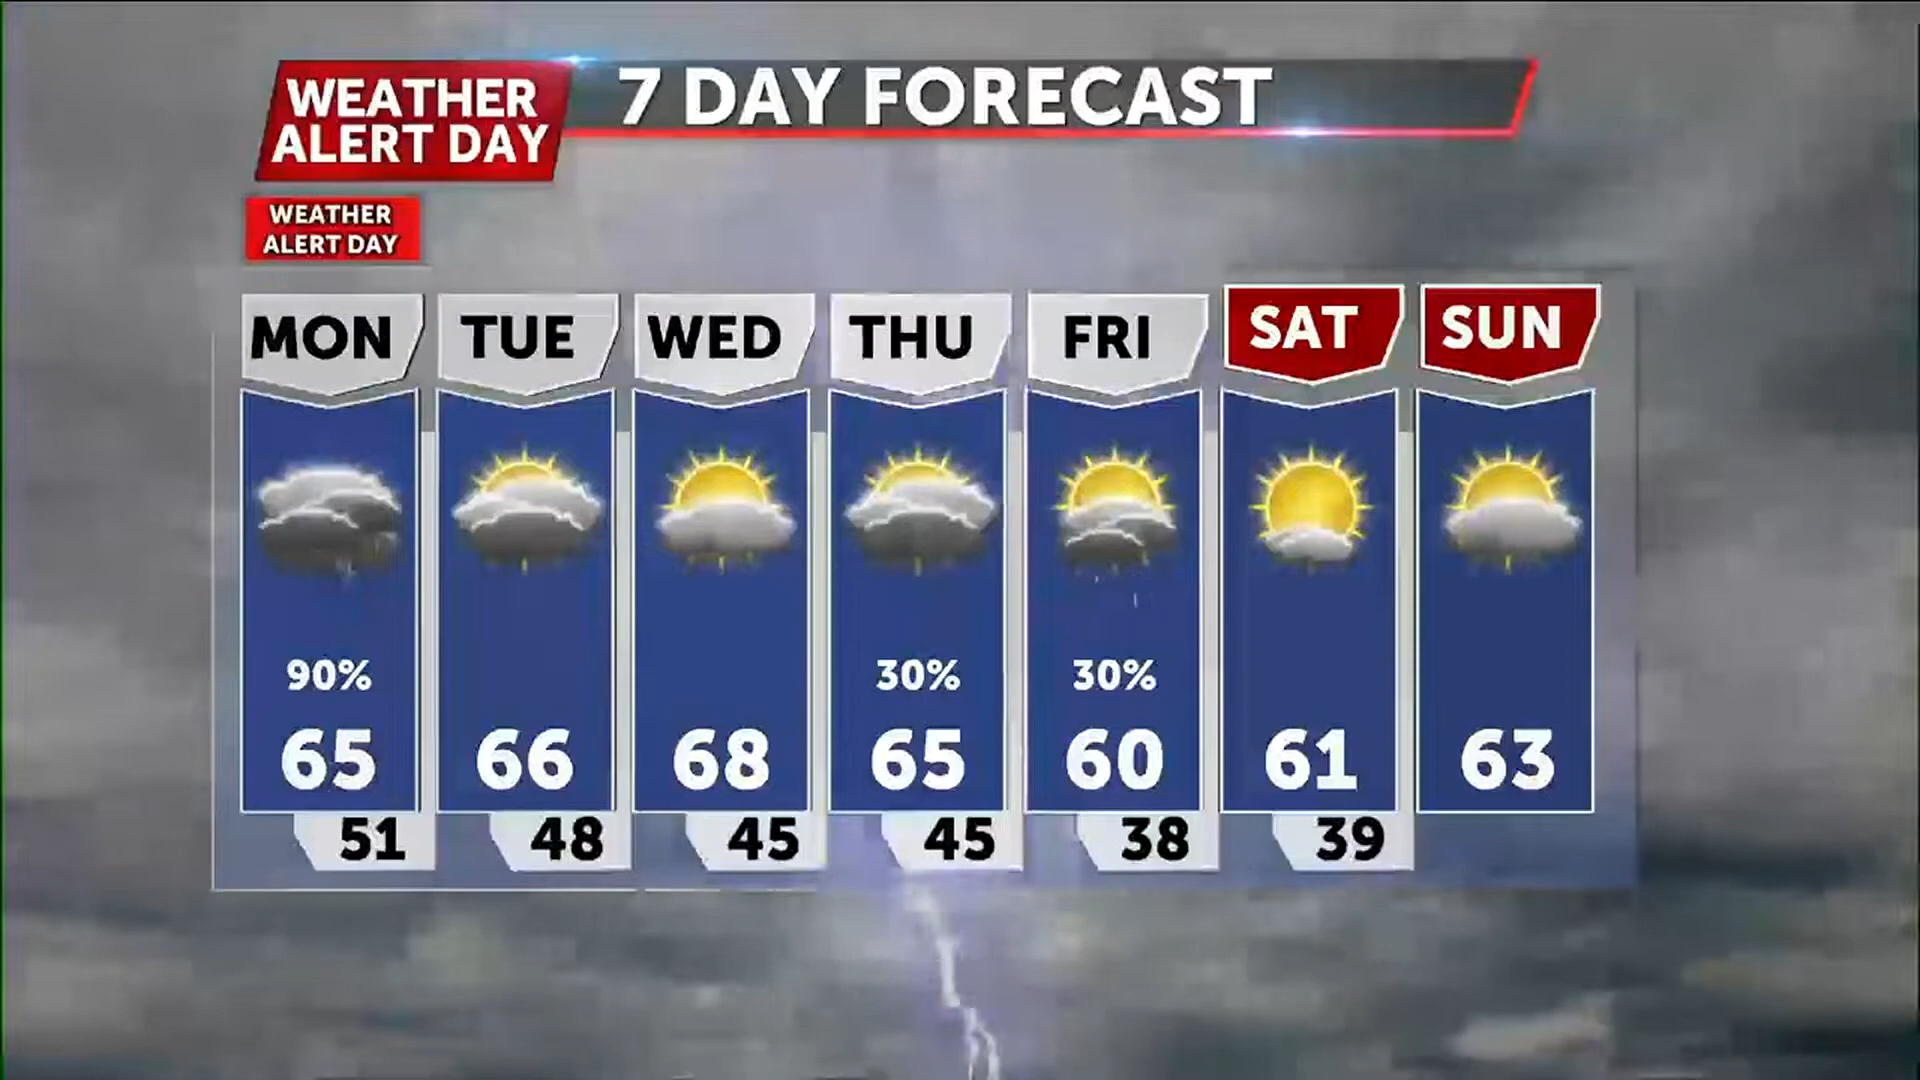 WEATHER
ALERT DAY
7 DAY FORECAST
WEATHER
ALERT DAY
MON TUE WED THU FRI SAT SUN
90% 30% 30%
65 66 68 65 60 61 63
51 48 45 45 38 39